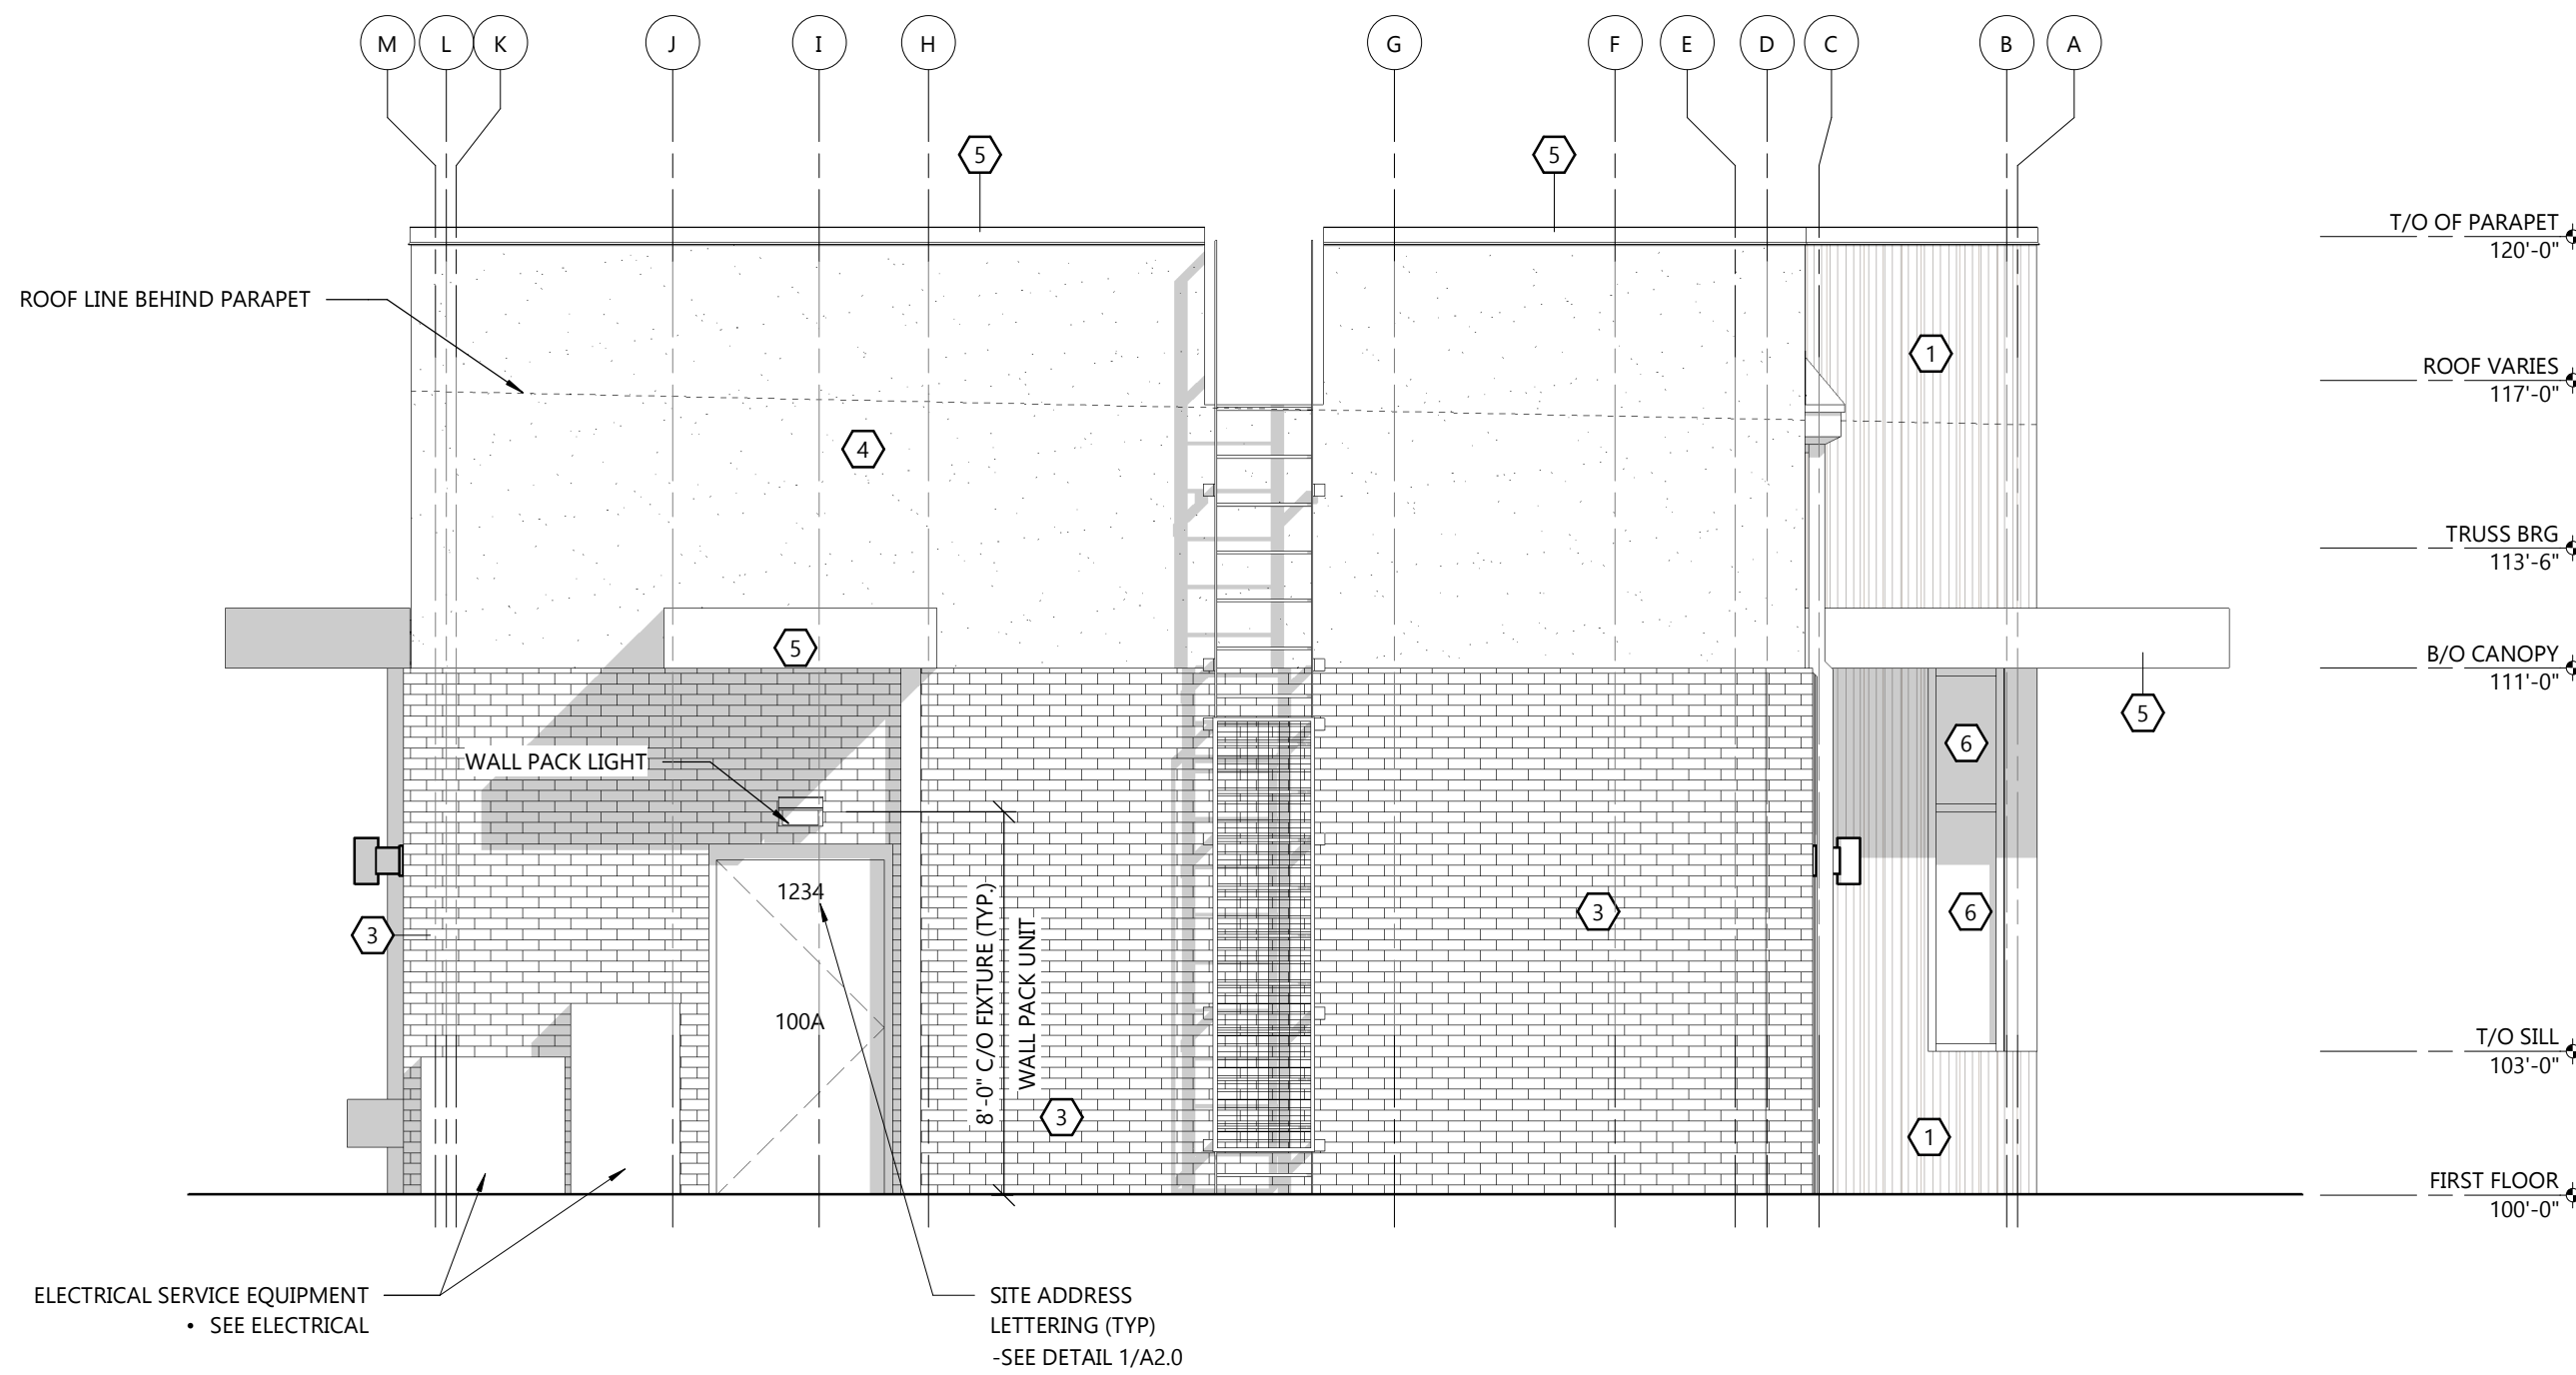 M L K J I H G F E D C B A
5 5
T/O OF PARAPET
120'-0"
ROOF LINE BEHIND PARAPET
1
ROOF VARIES
117'-0"
4
TRUSS BRG
113'-6"
5
B/O CANOPY
111'-0"
5
6
WALL PACK LIGHT
1234
3
3
6
8'-0" C/O FIXTURE (TYP.)
WALL PACK UNIT
100A
T/O SILL
103'-0"
3
1
FIRST FLOOR
100'-0"
ELECTRICAL SERVICE EQUIPMENT
• SEE ELECTRICAL
SITE ADDRESS
LETTERING (TYP)
-SEE DETAIL 1/A2.0